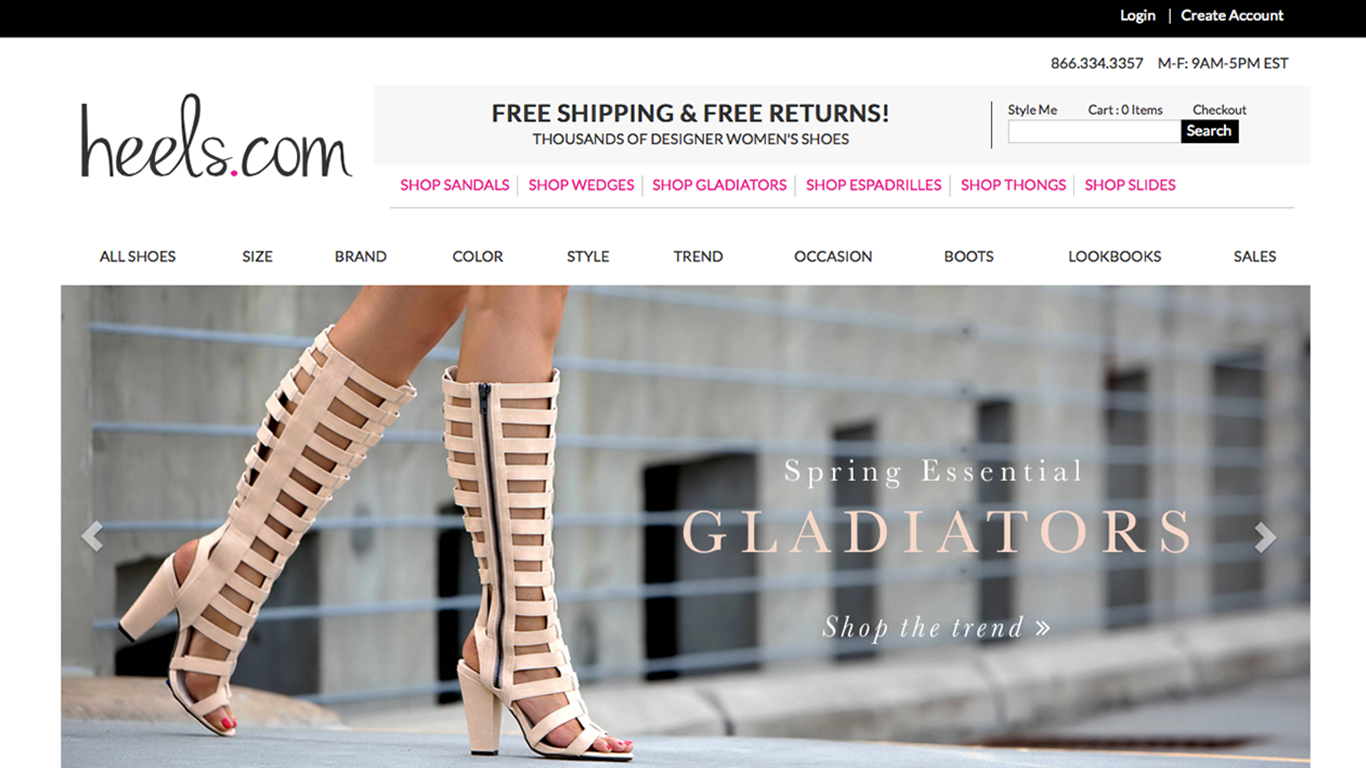 Login | Create Account
866.334.3357 M-F: 9AM-5PM EST
heels.com
FREE SHIPPING & FREE RETURNS!
THOUSANDS OF DESIGNER WOMEN'S SHOES
Style Me Cart : 0 Items Checkout
Search
SHOP SANDALS SHOP WEDGES SHOP GLADIATORS SHOP ESPADRILLES SHOP THONGS SHOP SLIDES
ALL SHOES SIZE BRAND COLOR STYLE TREND OCCASION BOOTS LOOKBOOKS SALES
Spring Essential
GLADIATORS
Shop the trend »